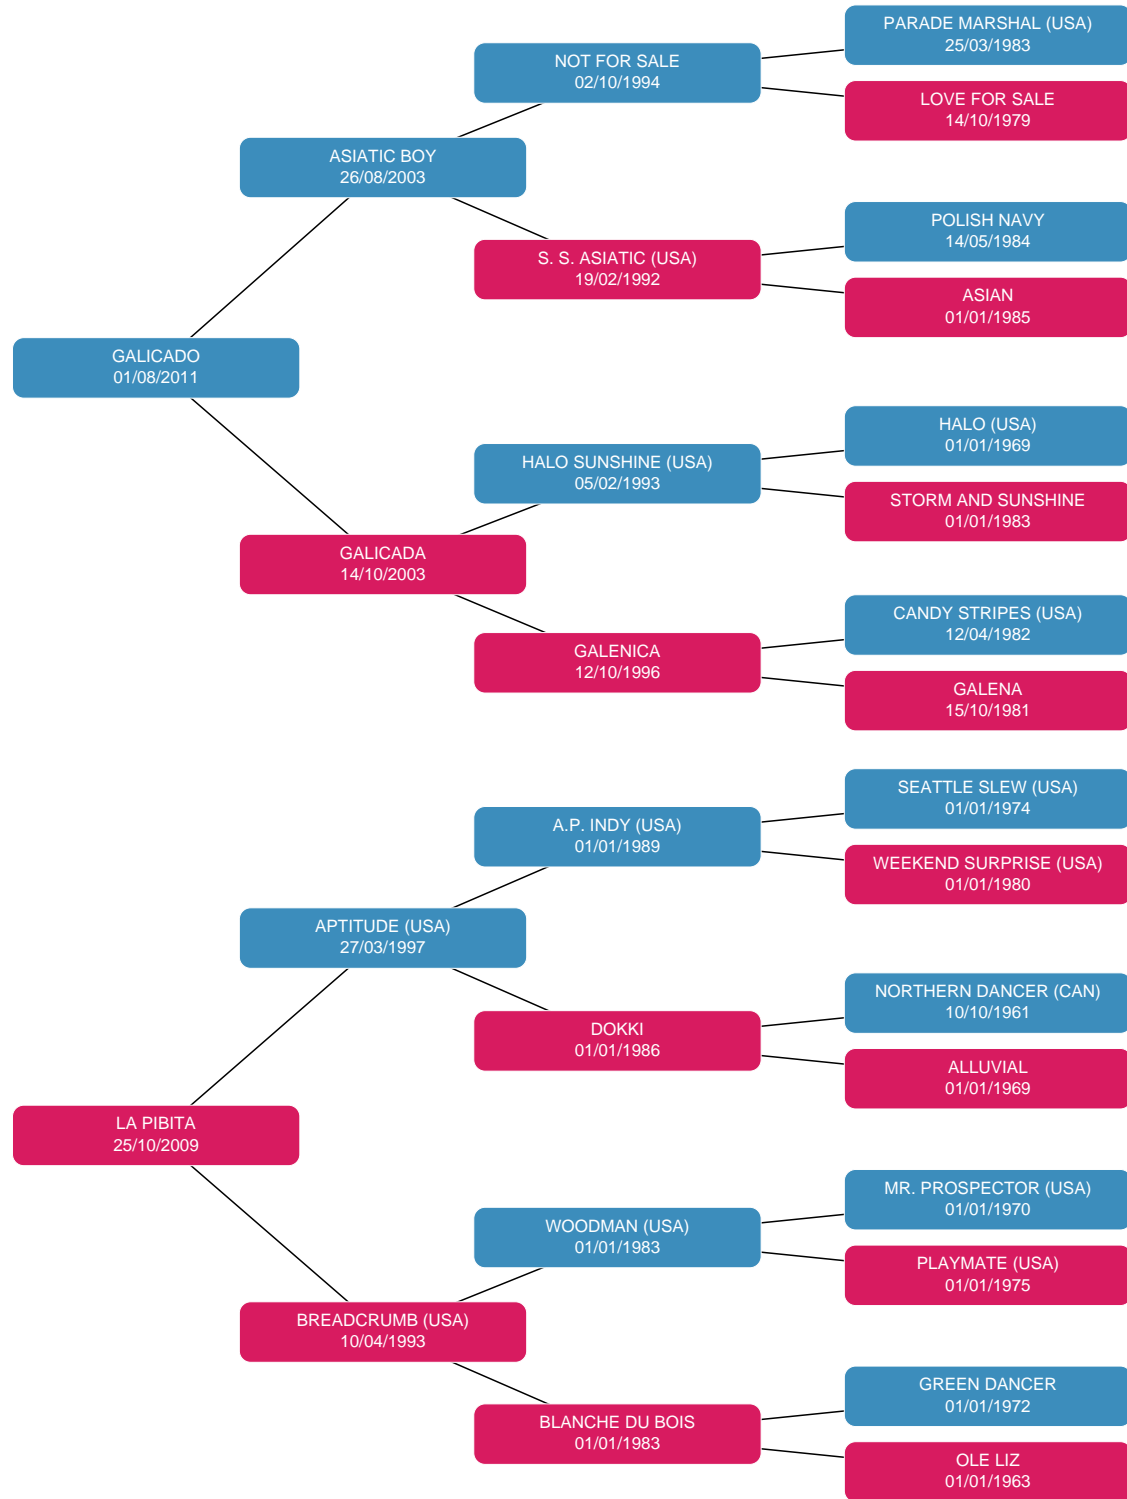 PARADE MARSHAL (USA)
25/03/1983
NOT FOR SALE
02/10/1994
LOVE FOR SALE
14/10/1979
ASIATIC BOY
26/08/2003
POLISH NAVY
14/05/1984
S. S. ASIATIC (USA)
19/02/1992
ASIAN
01/01/1985
GALICADO
01/08/2011
HALO (USA)
01/01/1969
HALO SUNSHINE (USA)
05/02/1993
STORM AND SUNSHINE
01/01/1983
GALICADA
14/10/2003
CANDY STRIPES (USA)
12/04/1982
GALENICA
12/10/1996
GALENA
15/10/1981
SEATTLE SLEW (USA)
01/01/1974
A.P. INDY (USA)
01/01/1989
WEEKEND SURPRISE (USA)
01/01/1980
APTITUDE (USA)
27/03/1997
NORTHERN DANCER (CAN)
10/10/1961
DOKKI
01/01/1986
ALLUVIAL
01/01/1969
LA PIBITA
25/10/2009
MR. PROSPECTOR (USA)
01/01/1970
WOODMAN (USA)
01/01/1983
PLAYMATE (USA)
01/01/1975
BREADCRUMB (USA)
10/04/1993
GREEN DANCER
01/01/1972
BLANCHE DU BOIS
01/01/1983
OLE LIZ
01/01/1963